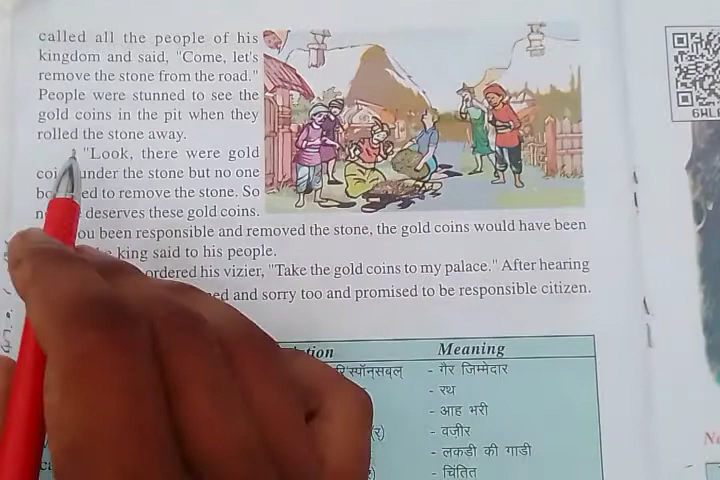 called all the people of his
kingdom and said, "Come, let's
remove the stone from the road."
People were stunned to see the
gold coins in the pit when they
rolled the stone away.
"Look, there were gold
under the stone but no one
to remove the stone. So
deserves these gold coins.
been responsible and removed the stone, the gold coins would have been
king said to his people.
ordered his vizier, "Take the gold coins to my palace." After hearing
and sorry too and promised to be responsible citizen.
Meaning
- गैर जिम्मेदार
- रथ
- आह भरी
- वज़ीर
- लकडी की गाडी
- चिंतित